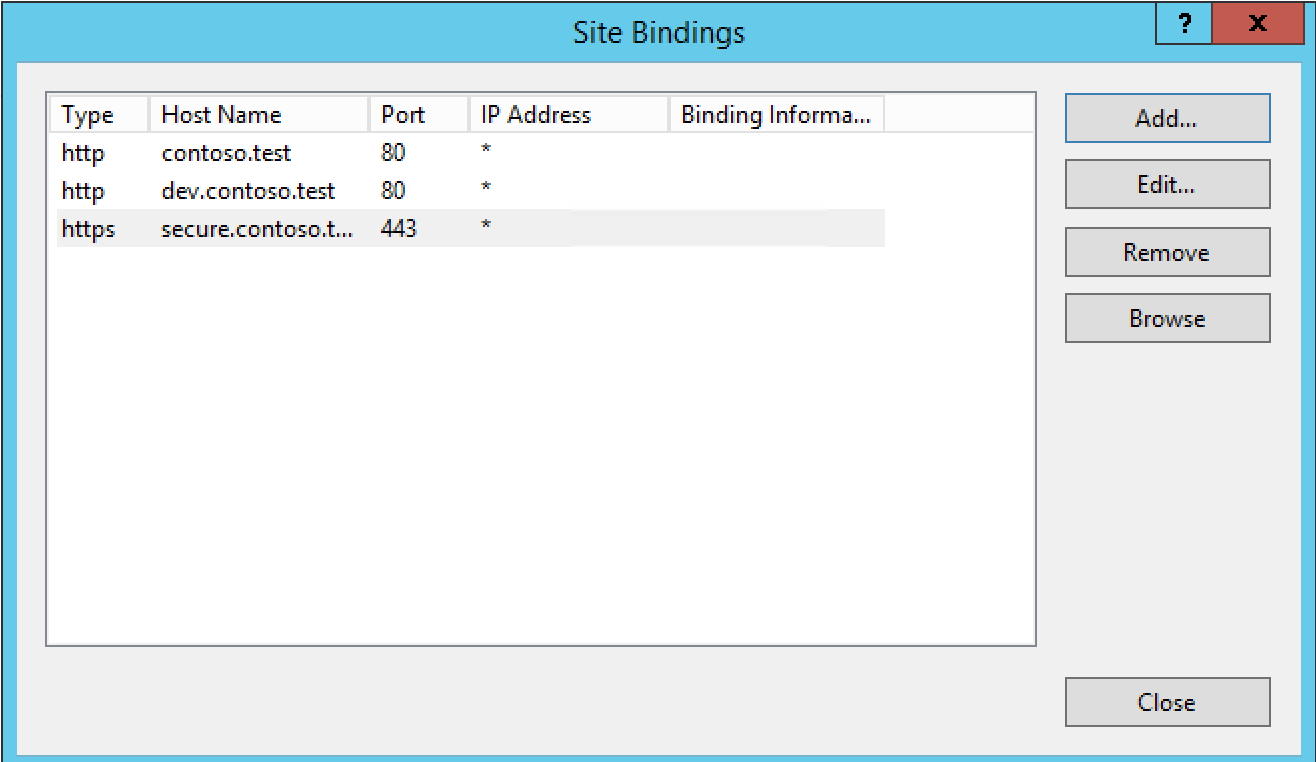 Site Bindings
? x
Type Host Name Port IP Address Binding Informa...
http contoso.test 80 *
http dev.contoso.test 80 *
https secure.contoso.t... 443 *
Add...
Edit...
Remove
Browse
Close